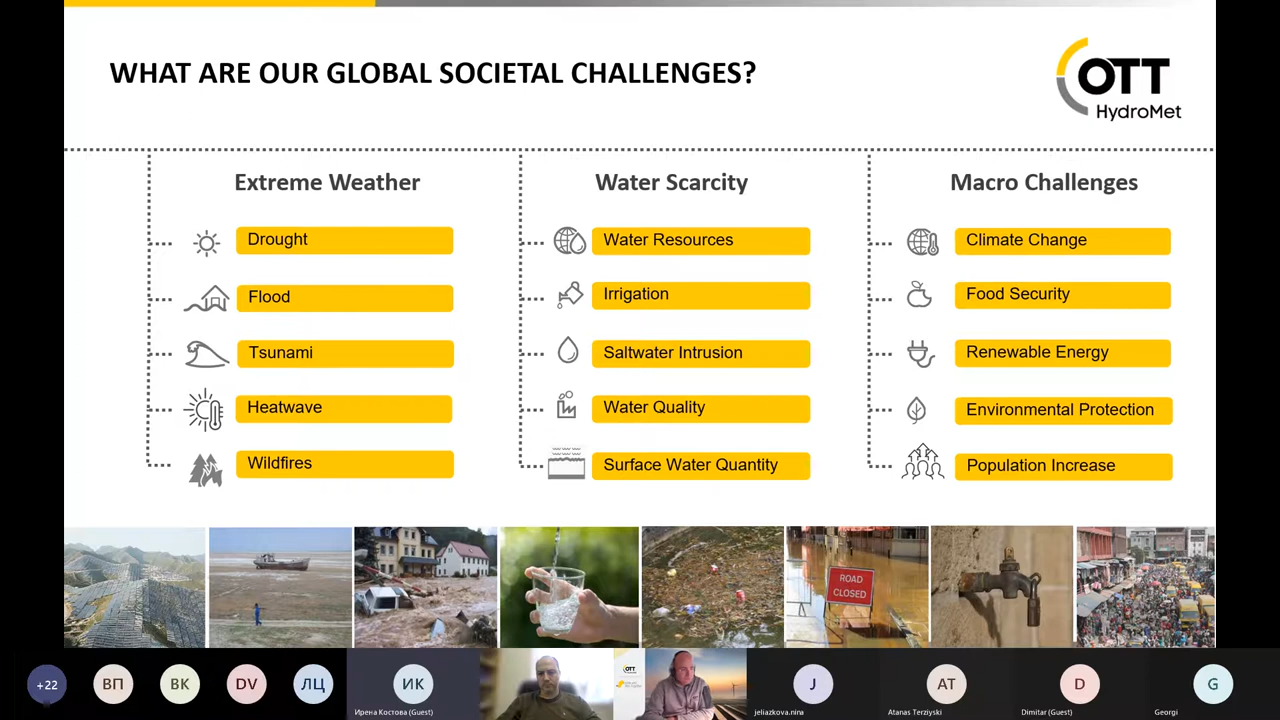 WHAT ARE OUR GLOBAL SOCIETAL CHALLENGES?
OTT
HydroMet
Extreme Weather
Drought
Flood
Tsunami
Heatwave
Wildfires
Water Scarcity
Water Resources
Irrigation
Saltwater Intrusion
Water Quality
Surface Water Quantity
Macro Challenges
Climate Change
Food Security
Renewable Energy
Environmental Protection
Population Increase
ROAD
CLOSED
+22
ВП
ВК
DV
ЛЦ
ИК
Ирена Костова (Guest)
OTT
J
jeliazkova.nina
AT
Atanas Terziyski
D
Dimitar (Guest)
G
Georgi